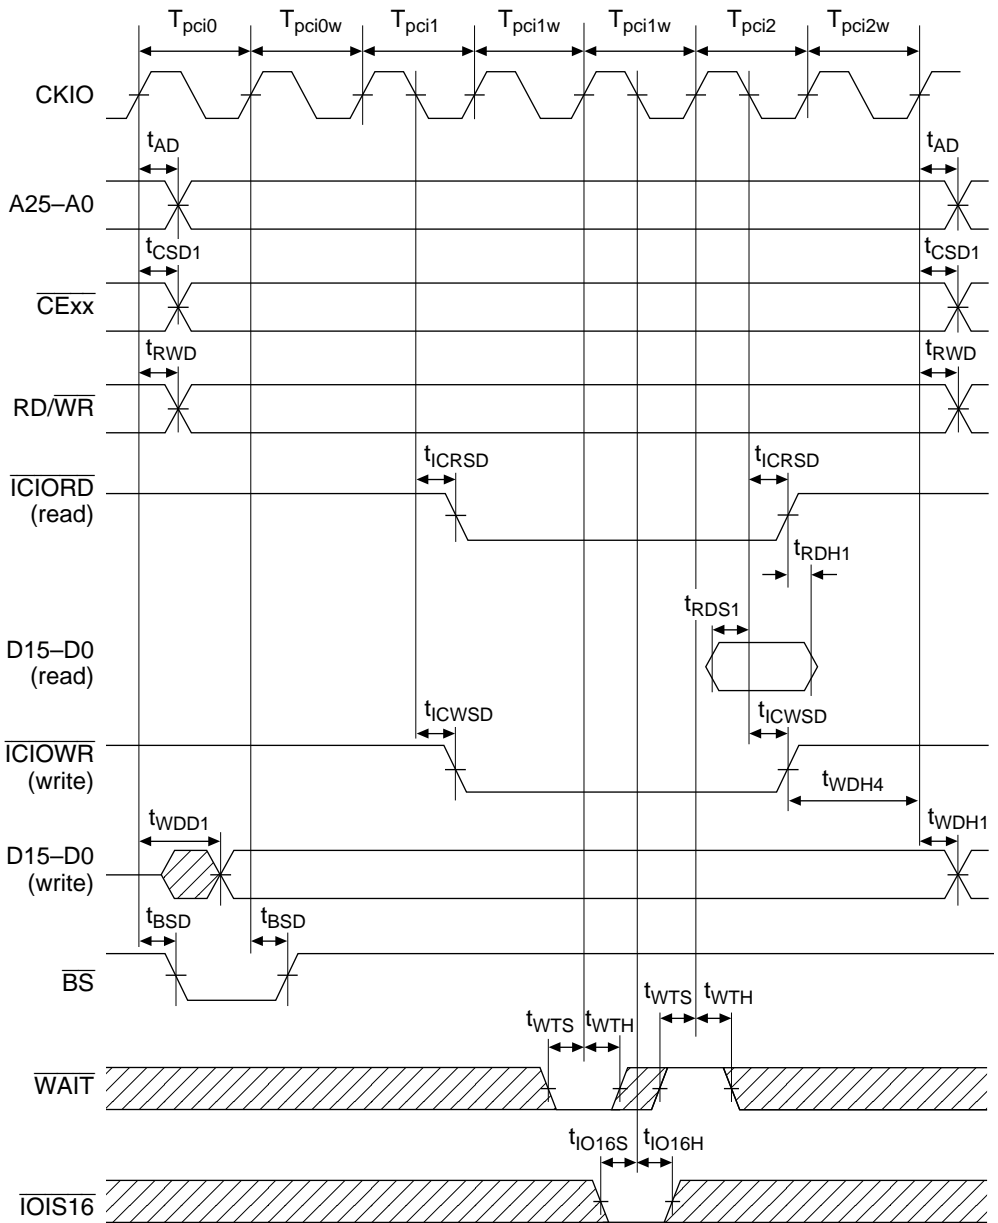 Tpci0 Tpci0w Tpci1 Tpci1w Tpci1w Tpci2 Tpci2w
CKIO
tAD tAD
A25–A0
tCSD1 tCSD1
CExx
tRWD tRWD
RD/WR
tICRSD tICRSD
ICIORD
(read)
tRDH1
tRDS1
D15–D0
(read)
tICWSD tICWSD
ICIOWR
(write)
tWDH4
tWDD1 tWDH1
D15–D0
(write)
tBSD tBSD
BS
tWTS tWTH
tWTS tWTH
WAIT
tIO16S tIO16H
IOIS16